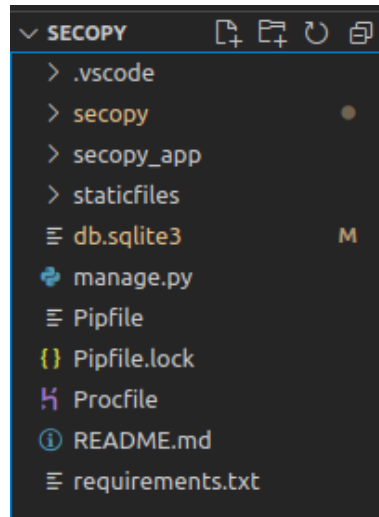 SECOPY
.vscode
secopy
secopy_app
staticfiles
db.sqlite3 M
manage.py
Pipfile
{} Pipfile.lock
Procfile
README.md
requirements.txt